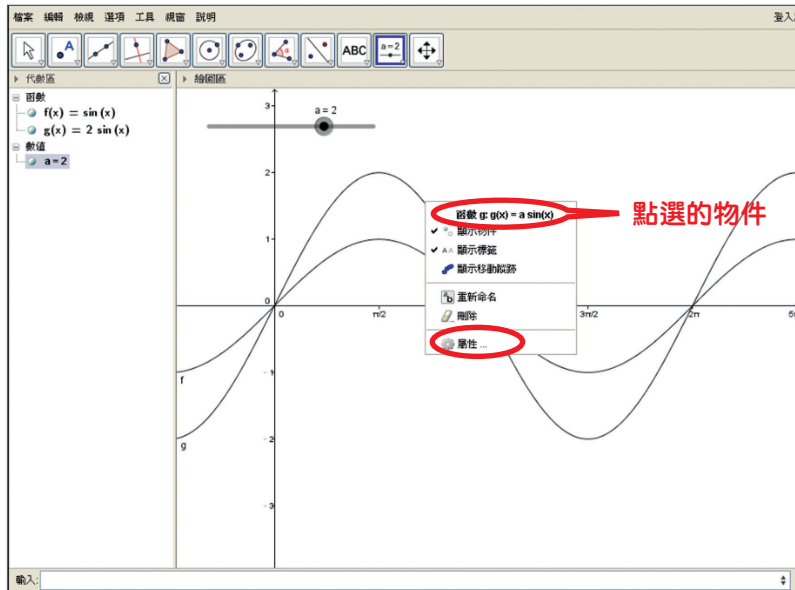 檔案 編輯 檢視 選項 工具 視窗 說明
登入
ABC
a=2
代數區
繪圖區
函數
f(x) = sin (x)
g(x) = 2 sin (x)
數值
a = 2
a = 2
3
2
1
0
-1
-2
-3
0
π/2
3π/2
2π
f
g
函數 g: g(x) = a sin(x)
顯示物件
AA 顯示標籤
顯示移動蹤跡
重新命名
刪除
屬性 ...
點選的物件
輸入: